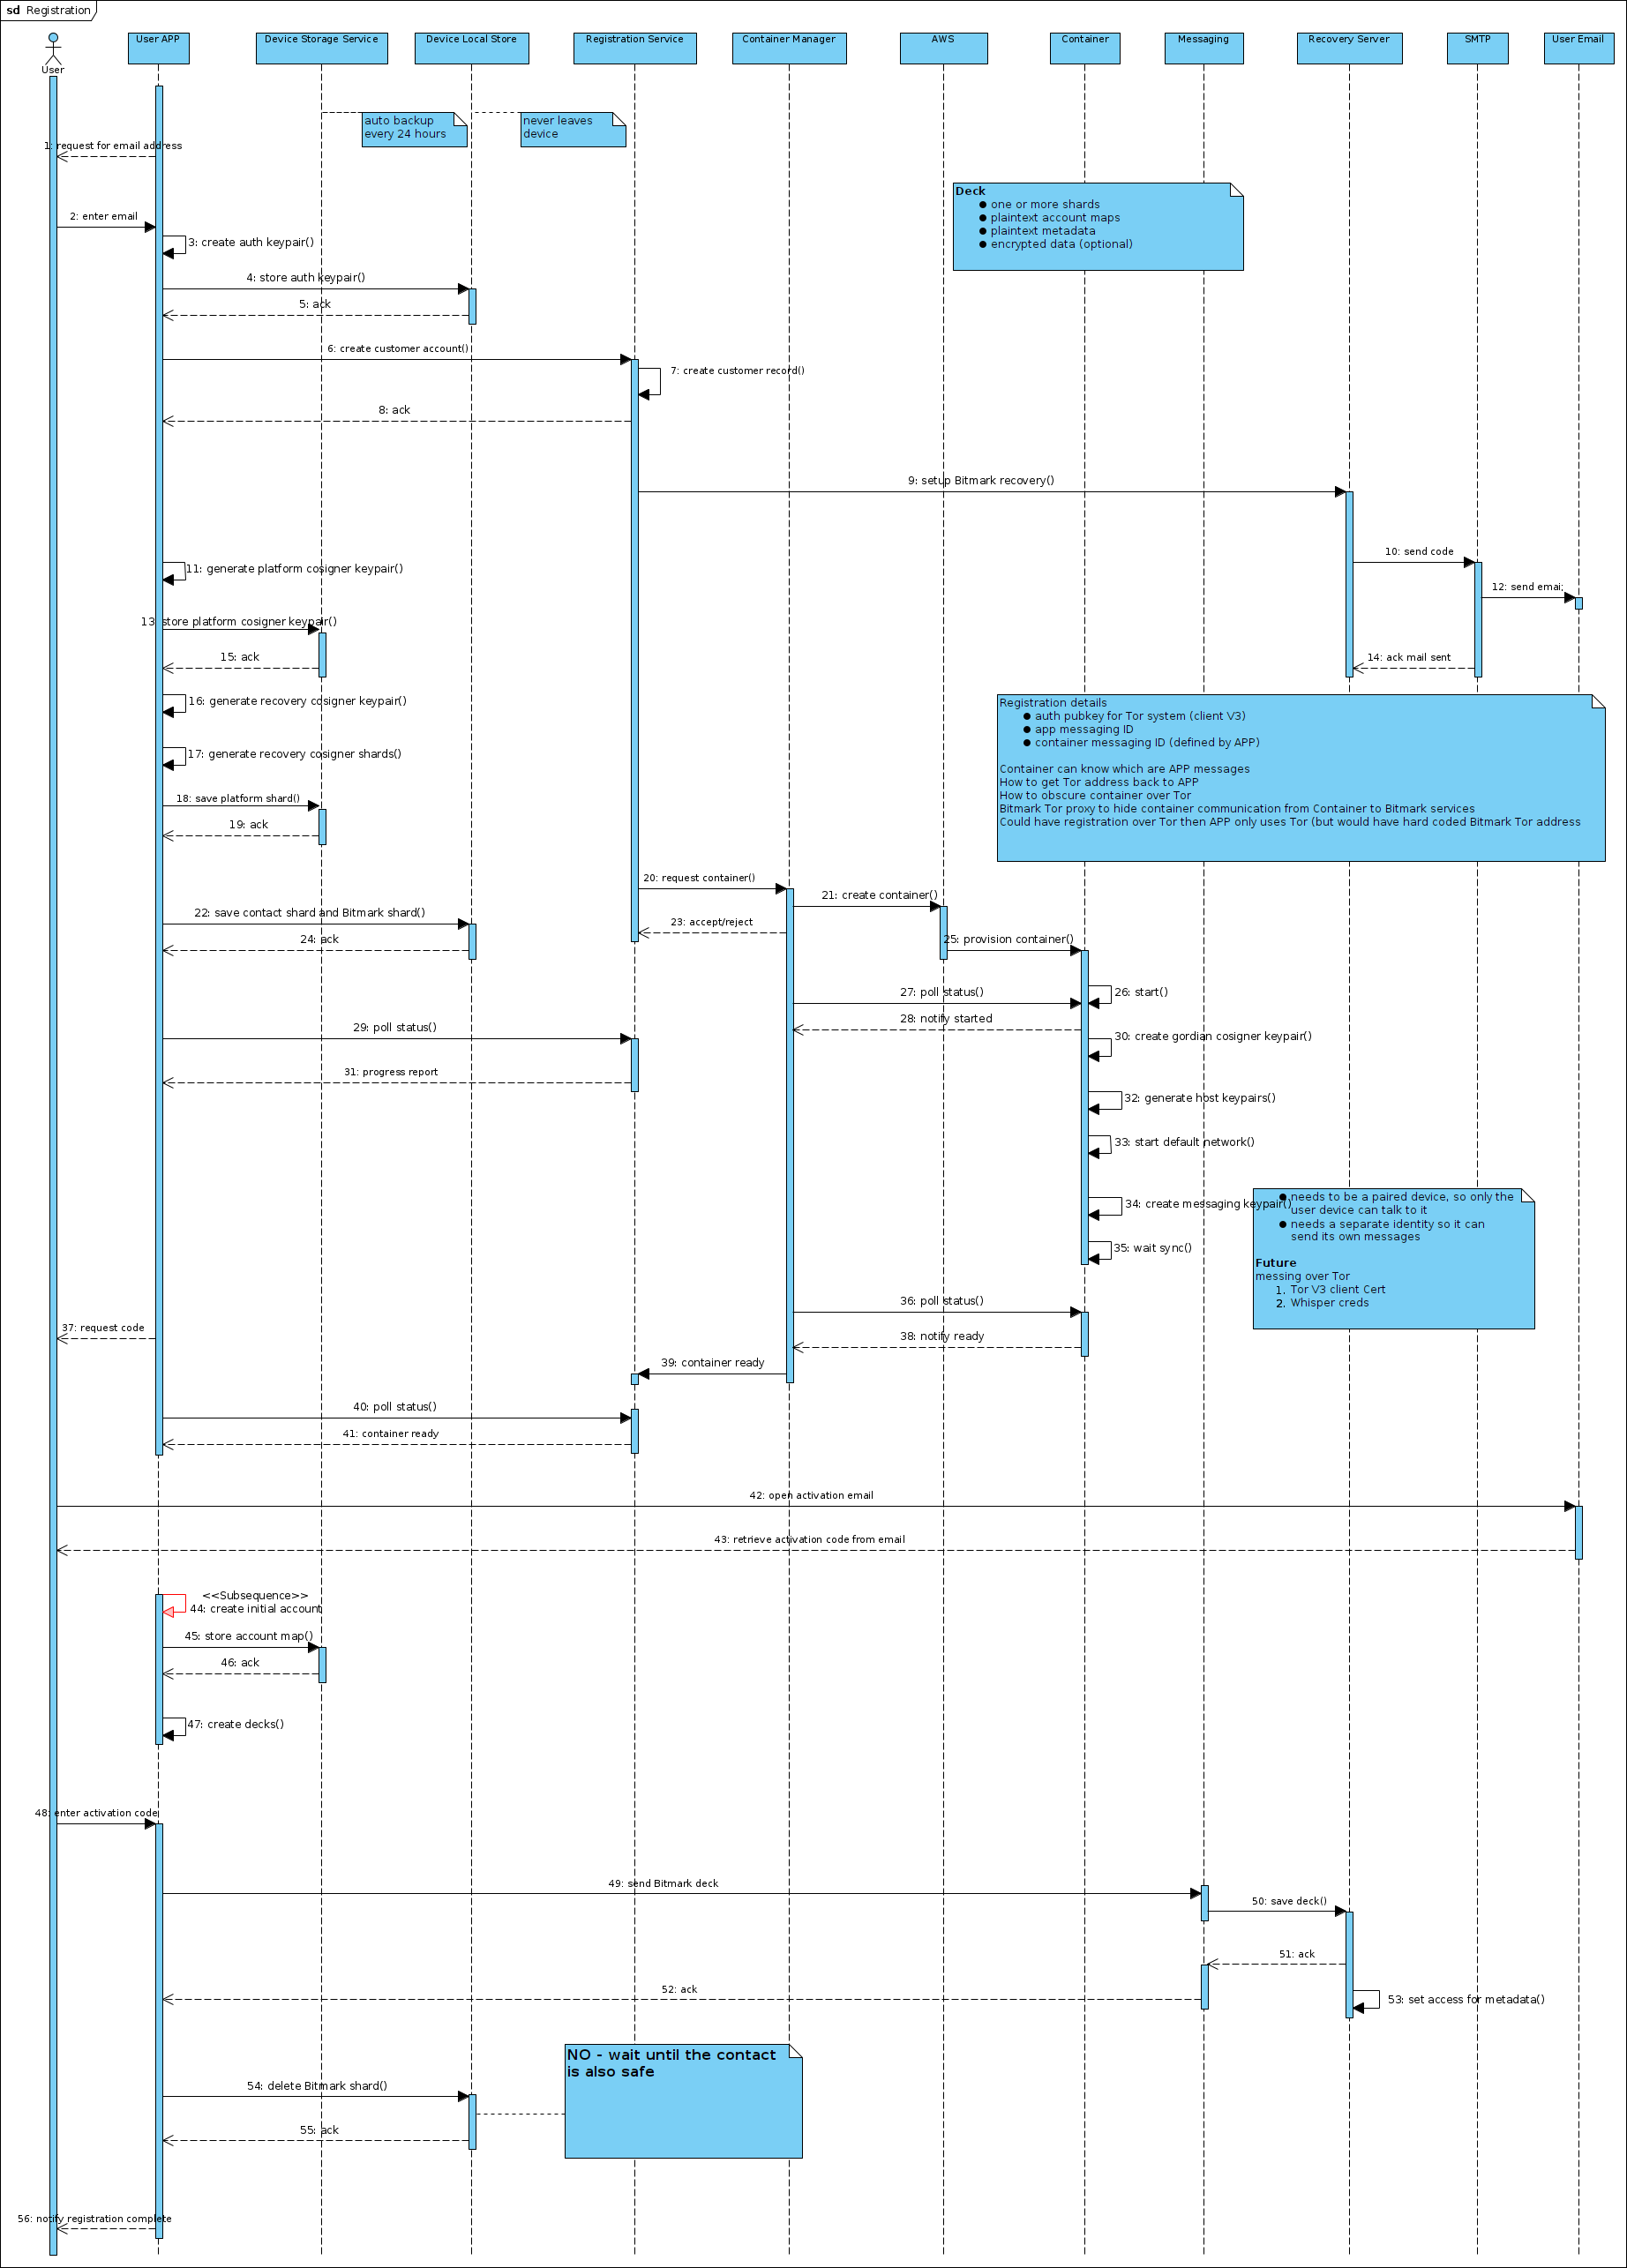 sd Registration
User
User APP
Device Storage Service
Device Local Store
Registration Service
Container Manager
AWS
Container
Messaging
Recovery Server
SMTP
User Email
auto backup
every 24 hours
never leaves
device
1: request for email address
Deck
● one or more shards
● plaintext account maps
● plaintext metadata
● encrypted data (optional)
2: enter email
3: create auth keypair()
4: store auth keypair()
5: ack
6: create customer account()
7: create customer record()
8: ack
9: setup Bitmark recovery()
10: send code
11: generate platform cosigner keypair()
12: send emai;
13: store platform cosigner keypair()
14: ack mail sent
15: ack
16: generate recovery cosigner keypair()
Registration details
● auth pubkey for Tor system (client V3)
● app messaging ID
● container messaging ID (defined by APP)
Container can know which are APP messages
How to get Tor address back to APP
How to obscure container over Tor
Bitmark Tor proxy to hide container communication from Container to Bitmark services
Could have registration over Tor then APP only uses Tor (but would have hard coded Bitmark Tor address
17: generate recovery cosigner shards()
18: save platform shard()
19: ack
20: request container()
21: create container()
22: save contact shard and Bitmark shard()
23: accept/reject
24: ack
25: provision container()
26: start()
27: poll status()
28: notify started
29: poll status()
30: create gordian cosigner keypair()
31: progress report
32: generate host keypairs()
33: start default network()
34: create messaging keypair()
● needs to be a paired device, so only the
user device can talk to it
● needs a separate identity so it can
send its own messages
Future
messing over Tor
1. Tor V3 client Cert
2. Whisper creds
35: wait sync()
36: poll status()
37: request code
38: notify ready
39: container ready
40: poll status()
41: container ready
42: open activation email
43: retrieve activation code from email
<<Subsequence>>
44: create initial account
45: store account map()
46: ack
47: create decks()
48: enter activation code
49: send Bitmark deck
50: save deck()
51: ack
52: ack
53: set access for metadata()
NO - wait until the contact
is also safe
54: delete Bitmark shard()
55: ack
56: notify registration complete